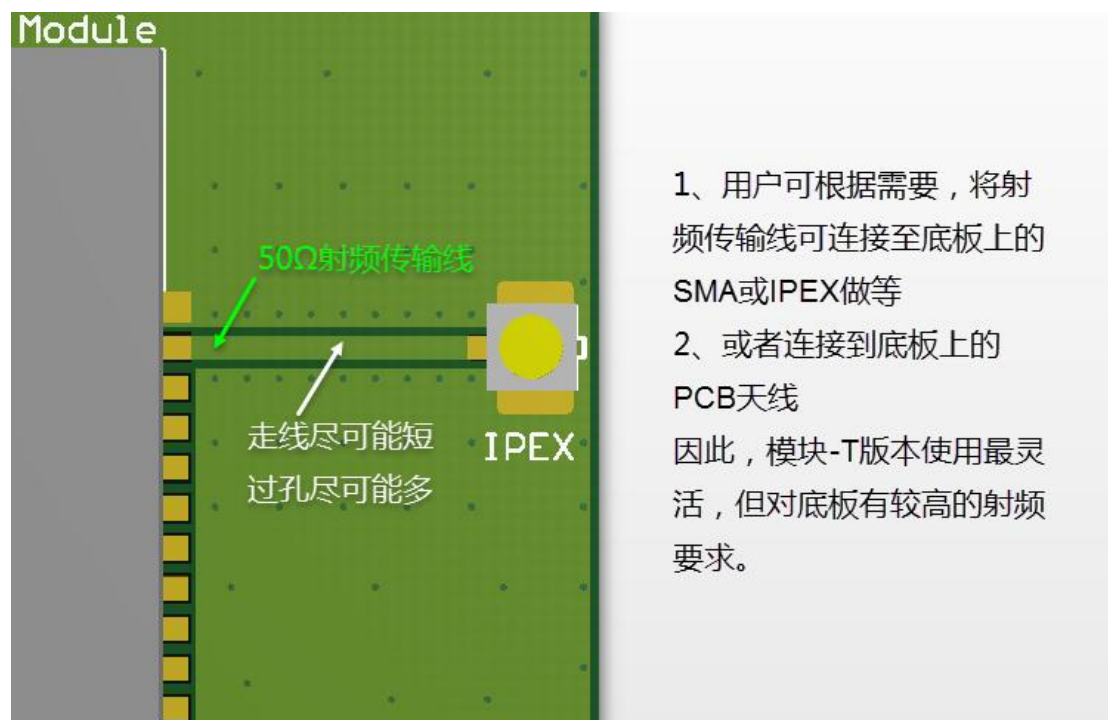 Module
50Ω射频传输线
走线尽可能短
过孔尽可能多
IPEX
1、用户可根据需要，将射
频传输线可连接至底板上的
SMA或IPEX做等
2、或者连接到底板上的
PCB天线
因此，模块-T版本使用最灵
活，但对底板有较高的射频
要求。